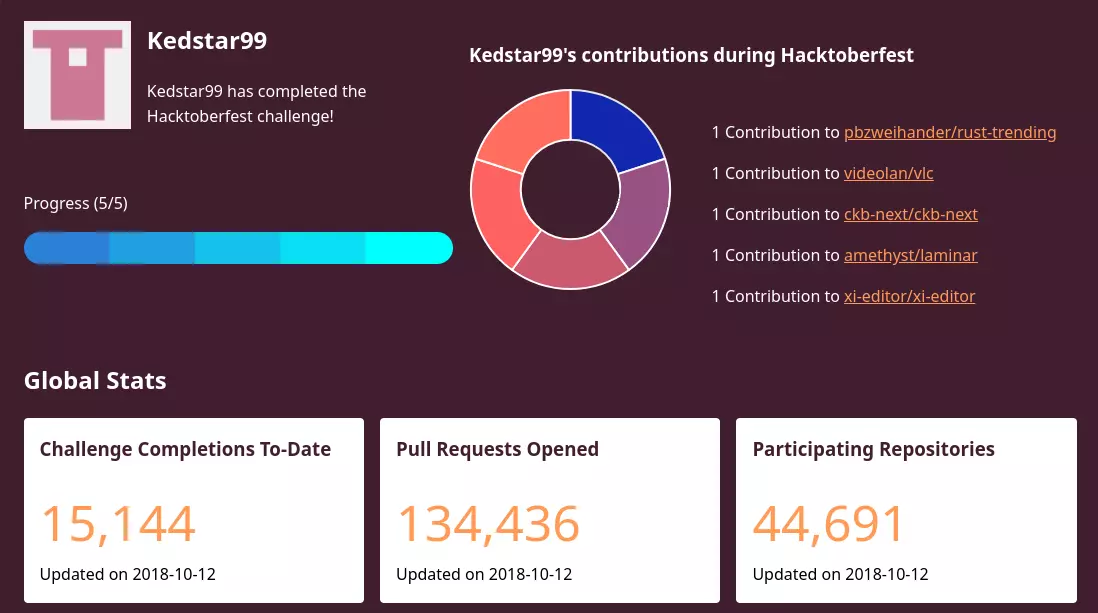 Kedstar99
Kedstar99 has completed the
Hacktoberfest challenge!
Progress (5/5)
Kedstar99's contributions during Hacktoberfest
1 Contribution to pbzweihander/rust-trending
1 Contribution to videolan/vlc
1 Contribution to ckb-next/ckb-next
1 Contribution to amethyst/laminar
1 Contribution to xi-editor/xi-editor
Global Stats
Challenge Completions To-Date
15,144
Updated on 2018-10-12
Pull Requests Opened
134,436
Updated on 2018-10-12
Participating Repositories
44,691
Updated on 2018-10-12